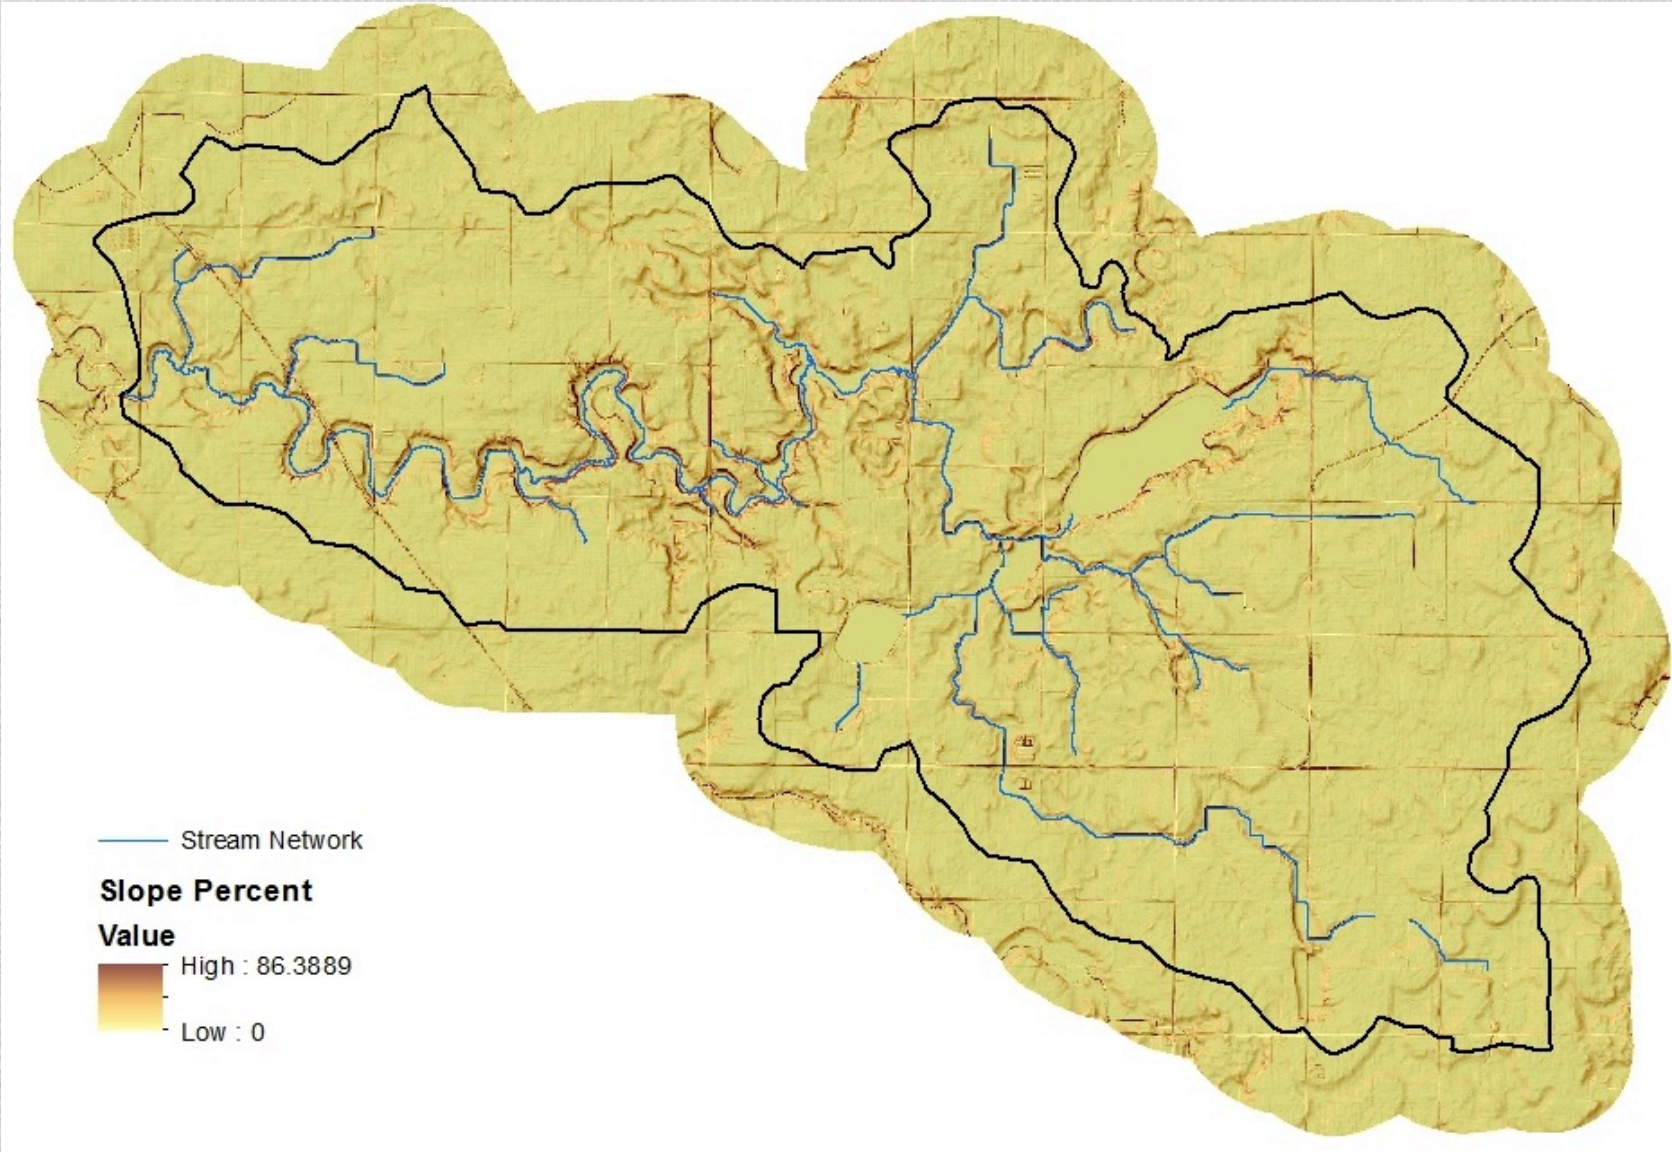 Stream Network
Slope Percent
Value
High : 86.3889
Low : 0